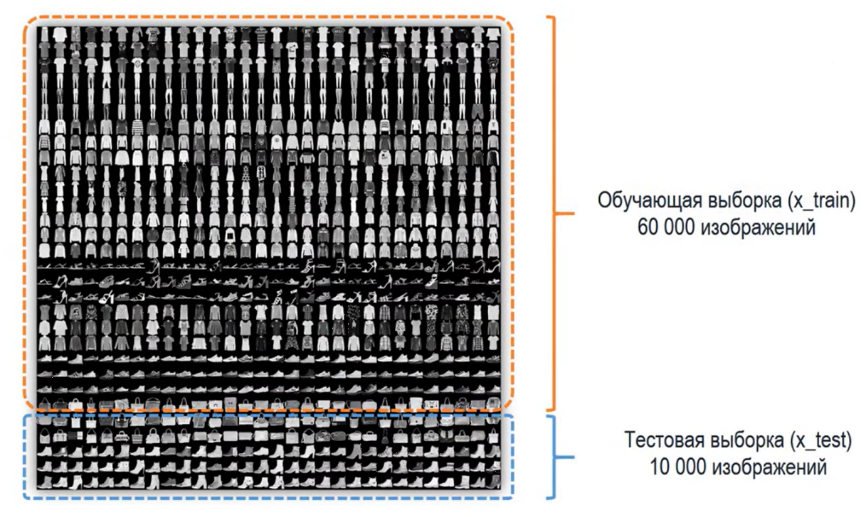 Обучающая выборка (x_train)
60 000 изображений
Тестовая выборка (x_test)
10 000 изображений